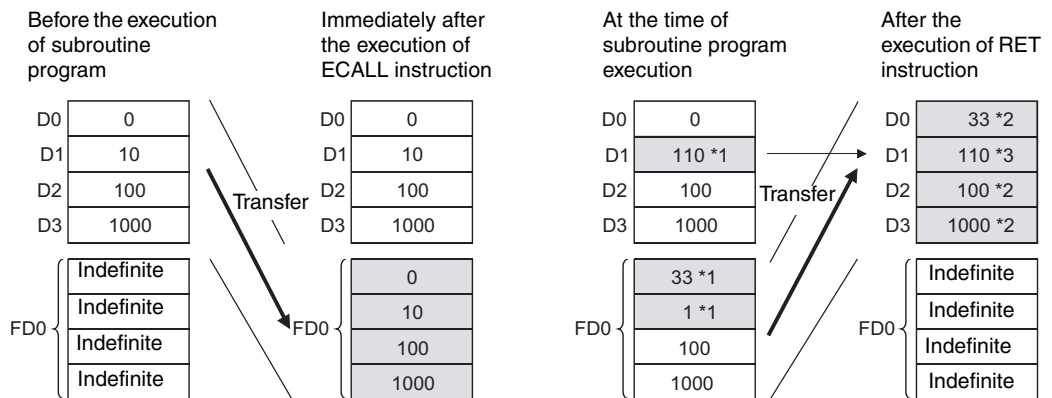 Before the execution
of subroutine
program
Immediately after
the execution of
ECALL instruction
At the time of
subroutine program
execution
After the
execution of RET
instruction
D0 0 D0 0 D0 0 D0 33 *2
D1 10 D1 10 D1 110 *1 D1 110 *3
D2 100 D2 100 D2 100 D2 100 *2
Transfer Transfer
D3 1000 D3 1000 D3 1000 D3 1000 *2
Indefinite 0 33 *1 Indefinite
Indefinite 10 1 *1 Indefinite
FD0 FD0 FD0 FD0
Indefinite 100 100 Indefinite
Indefinite 1000 1000 Indefinite